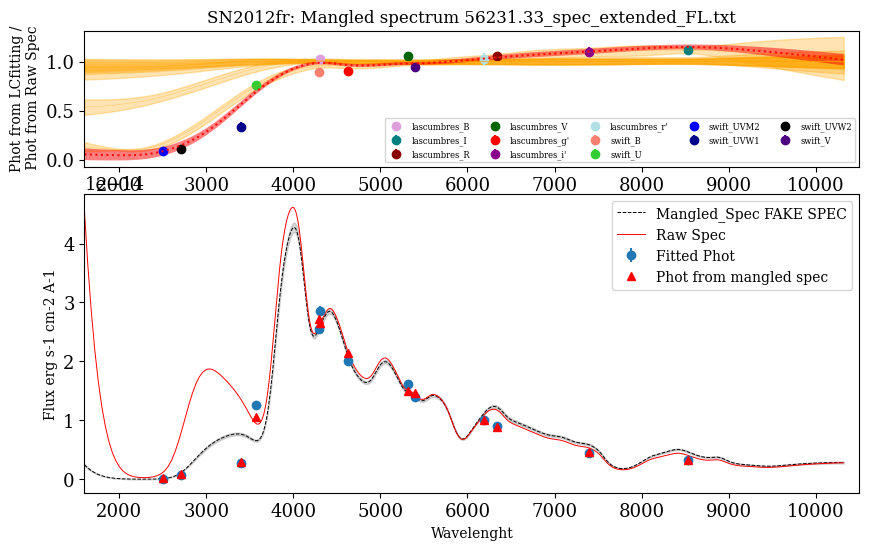 SN2012fr: Mangled spectrum 56231.33_spec_extended_FL.txt
Phot from LCfitting /
Phot from Raw Spec
1.0
0.5
0.0
lascumbres_B
lascumbres_I
lascumbres_R
lascumbres_V
lascumbres_g'
lascumbres_i'
lascumbres_r'
swift_B
swift_U
swift_UVM2
swift_UVW1
swift_UVW2
swift_V
2000 3000 4000 5000 6000 7000 8000 9000 10000
1e−14
Flux erg s-1 cm-2 A-1
4
3
2
1
0
Mangled_Spec FAKE SPEC
Raw Spec
Fitted Phot
Phot from mangled spec
2000 3000 4000 5000 6000 7000 8000 9000 10000
Wavelenght